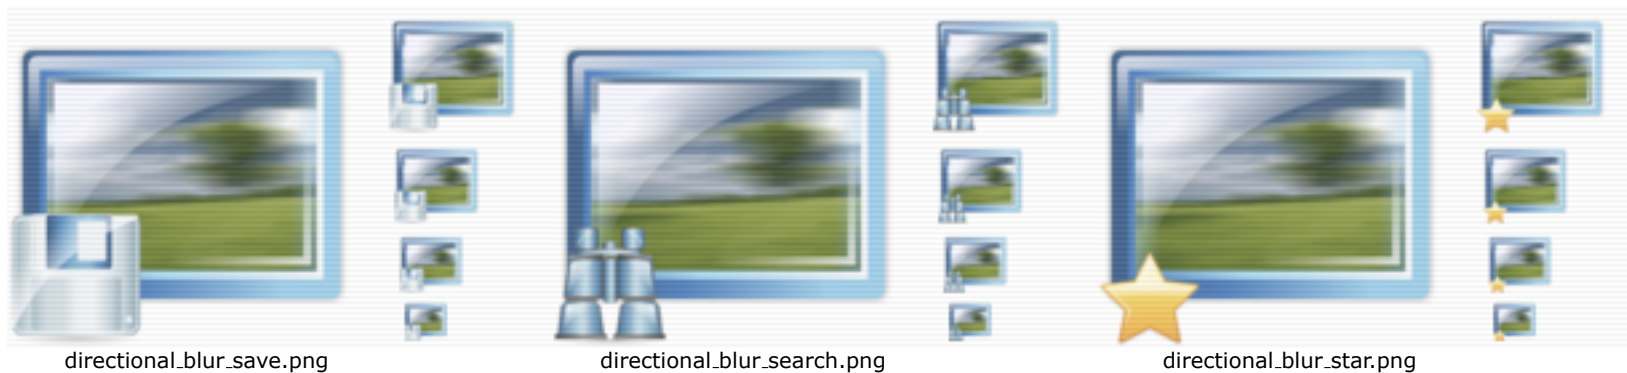 directional_blur_save.png
directional_blur_search.png
directional_blur_star.png